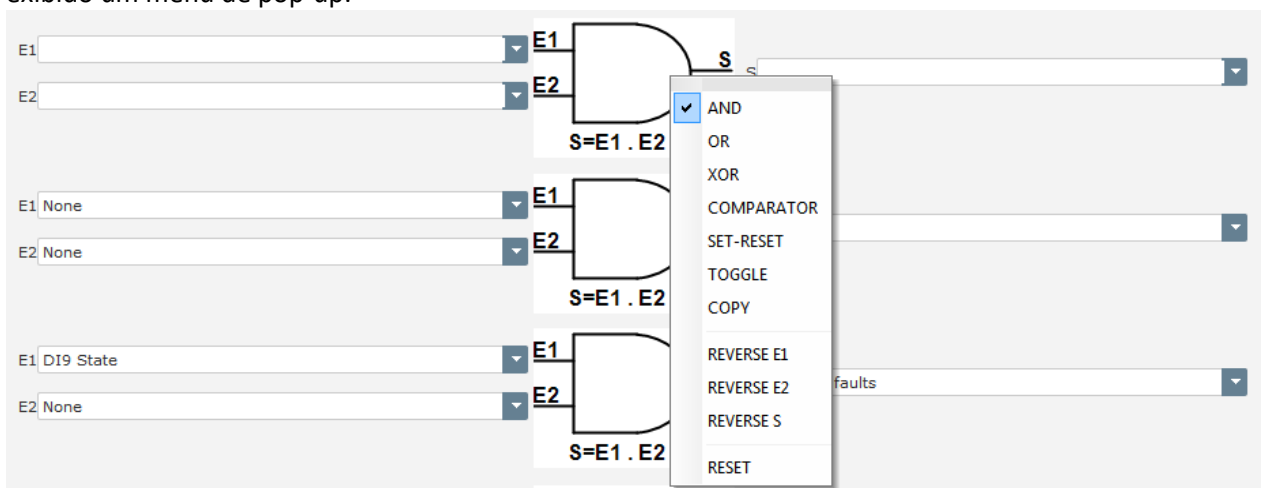 exibido um menu de pop-up.
E1
E1
S
S
E2
E2
S=E1 . E2
AND
OR
XOR
COMPARATOR
SET-RESET
TOGGLE
COPY
REVERSE E1
REVERSE E2
REVERSE S
RESET
E1 None
E1
E2 None
E2
S=E1 . E2
E1 DI9 State
E1
faults
E2 None
E2
S=E1 . E2